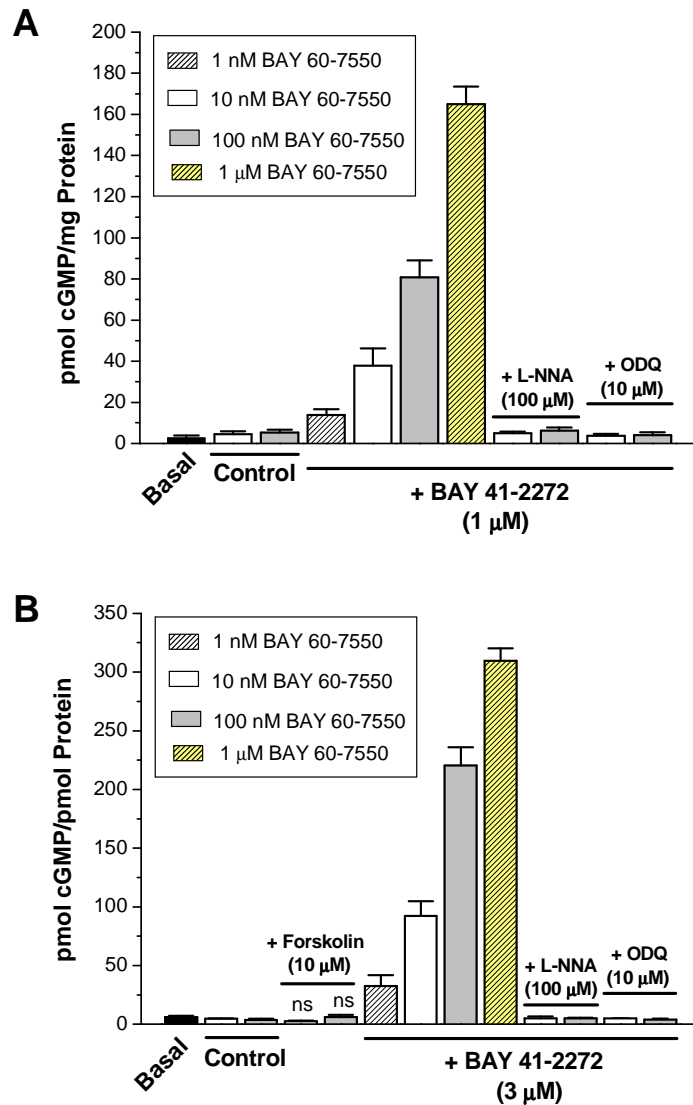 A
200
180
160
140
120
100
80
60
40
20
0
pmol cGMP/mg Protein
1 nM BAY 60-7550
10 nM BAY 60-7550
100 nM BAY 60-7550
1 μM BAY 60-7550
+ L-NNA
(100 μM)
+ ODQ
(10 μM)
Basal
Control
+ BAY 41-2272
(1 μM)
B
350
300
250
200
150
100
50
0
pmol cGMP/pmol Protein
1 nM BAY 60-7550
10 nM BAY 60-7550
100 nM BAY 60-7550
1 μM BAY 60-7550
+ Forskolin
(10 μM)
ns
ns
+ L-NNA
(100 μM)
+ ODQ
(10 μM)
Basal
Control
+ BAY 41-2272
(3 μM)